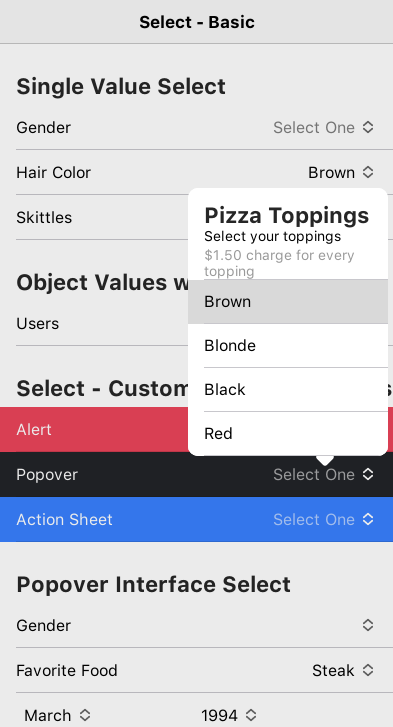 Select - Basic
Single Value Select
Gender Select One
Hair Color Brown
Skittles
Object Values w
Users
Select - Custom s
Alert
Popover Select One
Action Sheet Select One
Pizza Toppings
Select your toppings
$1.50 charge for every
topping
Brown
Blonde
Black
Red
Popover Interface Select
Gender
Favorite Food Steak
March 1994